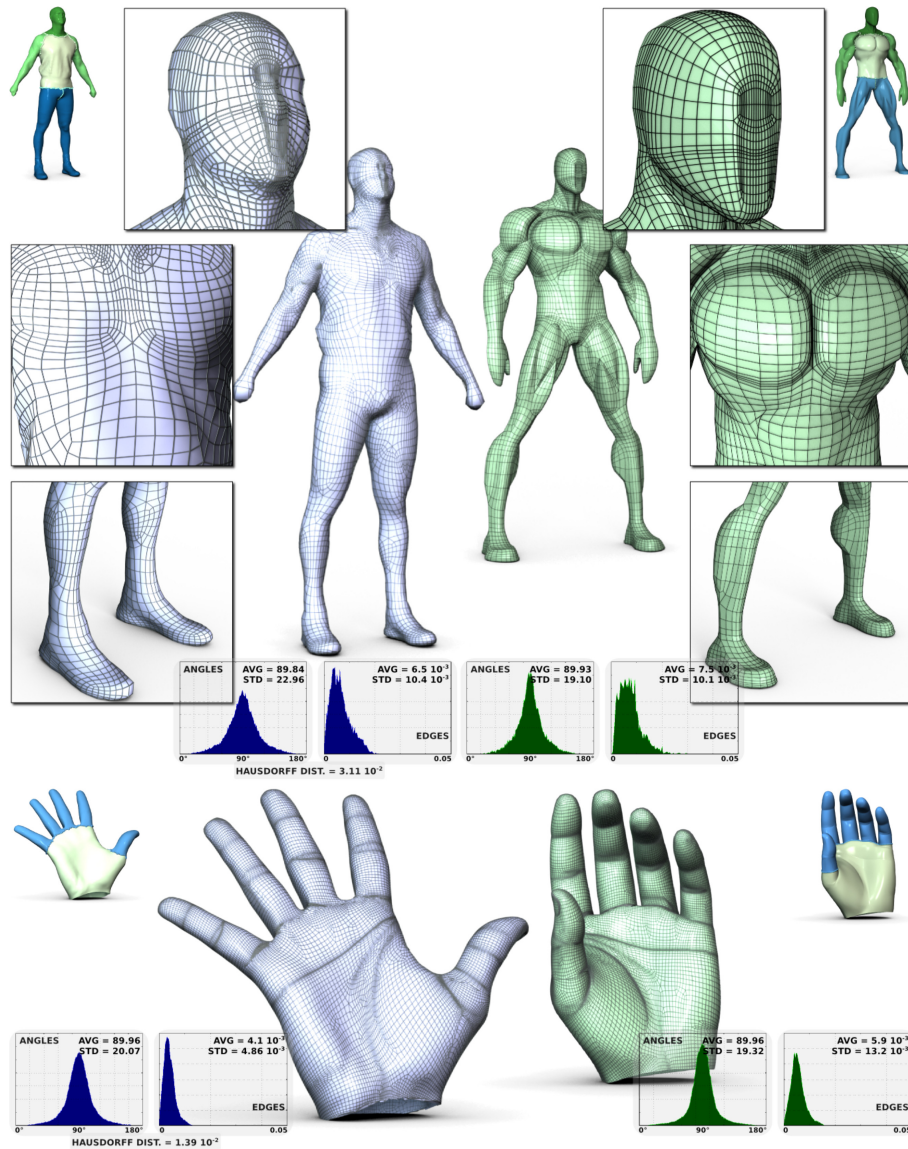 ANGLES
AVG = 89.84
STD = 22.96
0° 90° 180°
AVG = 6.5 10⁻³
STD = 10.4 10⁻³
EDGES
0 0.05
HAUSDORFF DIST. = 3.11 10⁻²
ANGLES
AVG = 89.93
STD = 19.10
0° 90° 180°
AVG = 7.5 10⁻³
STD = 10.1 10⁻³
EDGES
0 0.05
ANGLES
AVG = 89.96
STD = 20.07
0° 90° 180°
AVG = 4.1 10⁻³
STD = 4.86 10⁻³
EDGES
0 0.05
HAUSDORFF DIST. = 1.39 10⁻²
ANGLES
AVG = 89.96
STD = 19.32
0° 90° 180°
AVG = 5.9 10⁻³
STD = 13.2 10⁻³
EDGES
0 0.05